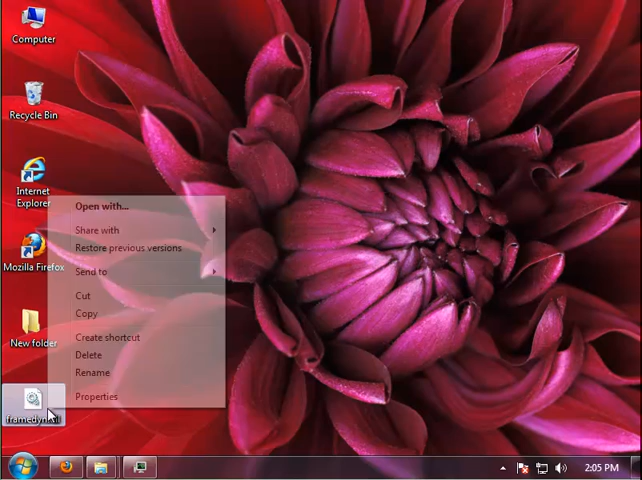 Computer
Recycle Bin
Internet
Explorer
Mozilla Firefox
New folder
Open with...
Share with
Restore previous versions
Send to
Cut
Copy
Create shortcut
Delete
Rename
Properties
2:05 PM